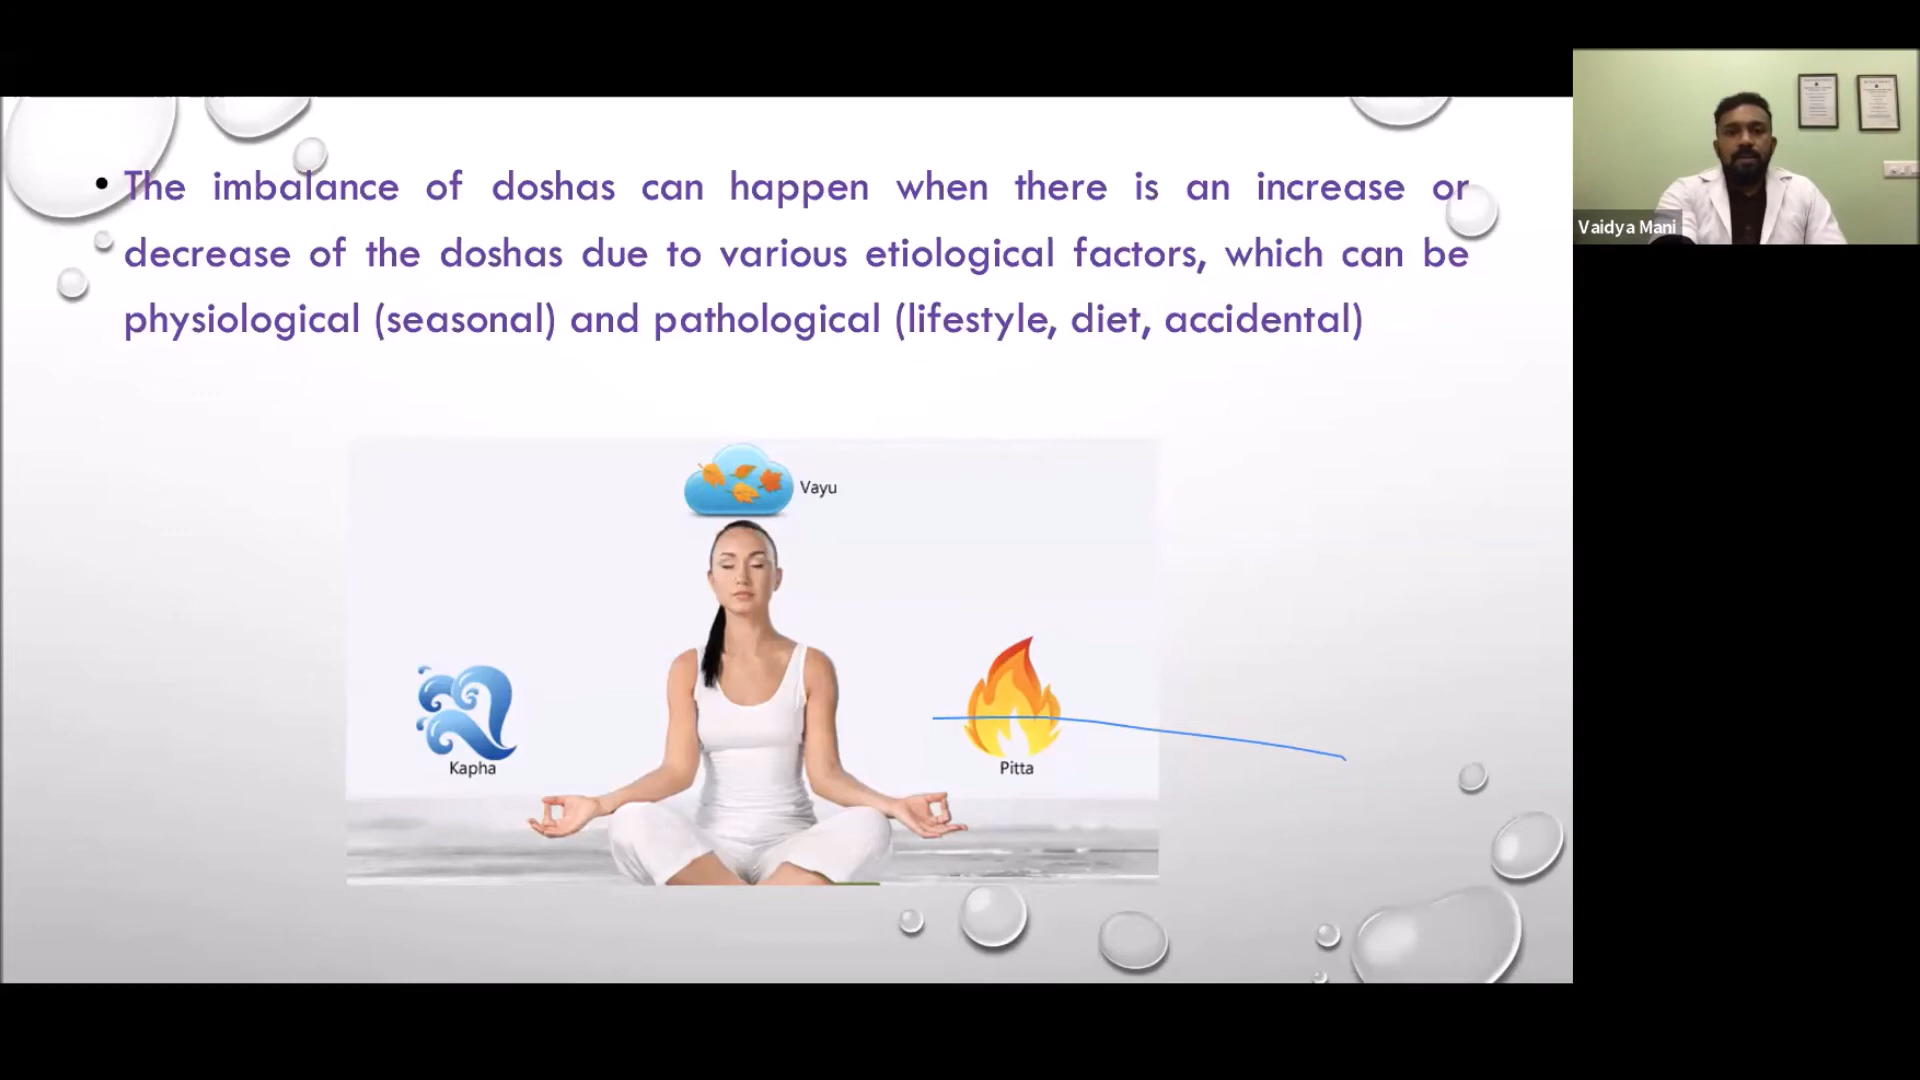 • The imbalance of doshas can happen when there is an increase or
decrease of the doshas due to various etiological factors, which can be
physiological (seasonal) and pathological (lifestyle, diet, accidental)
Vayu
Kapha
Pitta
Vaidya Mani